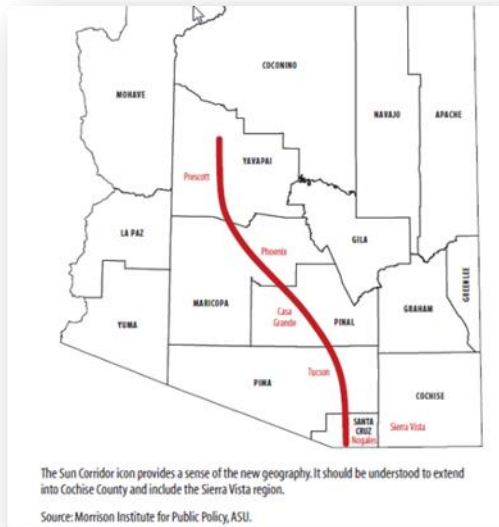 COCONINO
MOHAVE
NAVAJO
APACHE
YAVAPAI
Prescott
LA PAZ
GILA
Phoenix
GREENLEE
MARICOPA
Casa
Grande
PINAL
GRAHAM
YUMA
PIMA
Tucson
COCHISE
SANTA
CRUZ
Nogales
Sierra Vista
The Sun Corridor icon provides a sense of the new geography. It should be understood to extend
into Cochise County and include the Sierra Vista region.
Source: Morrison Institute for Public Policy, ASU.